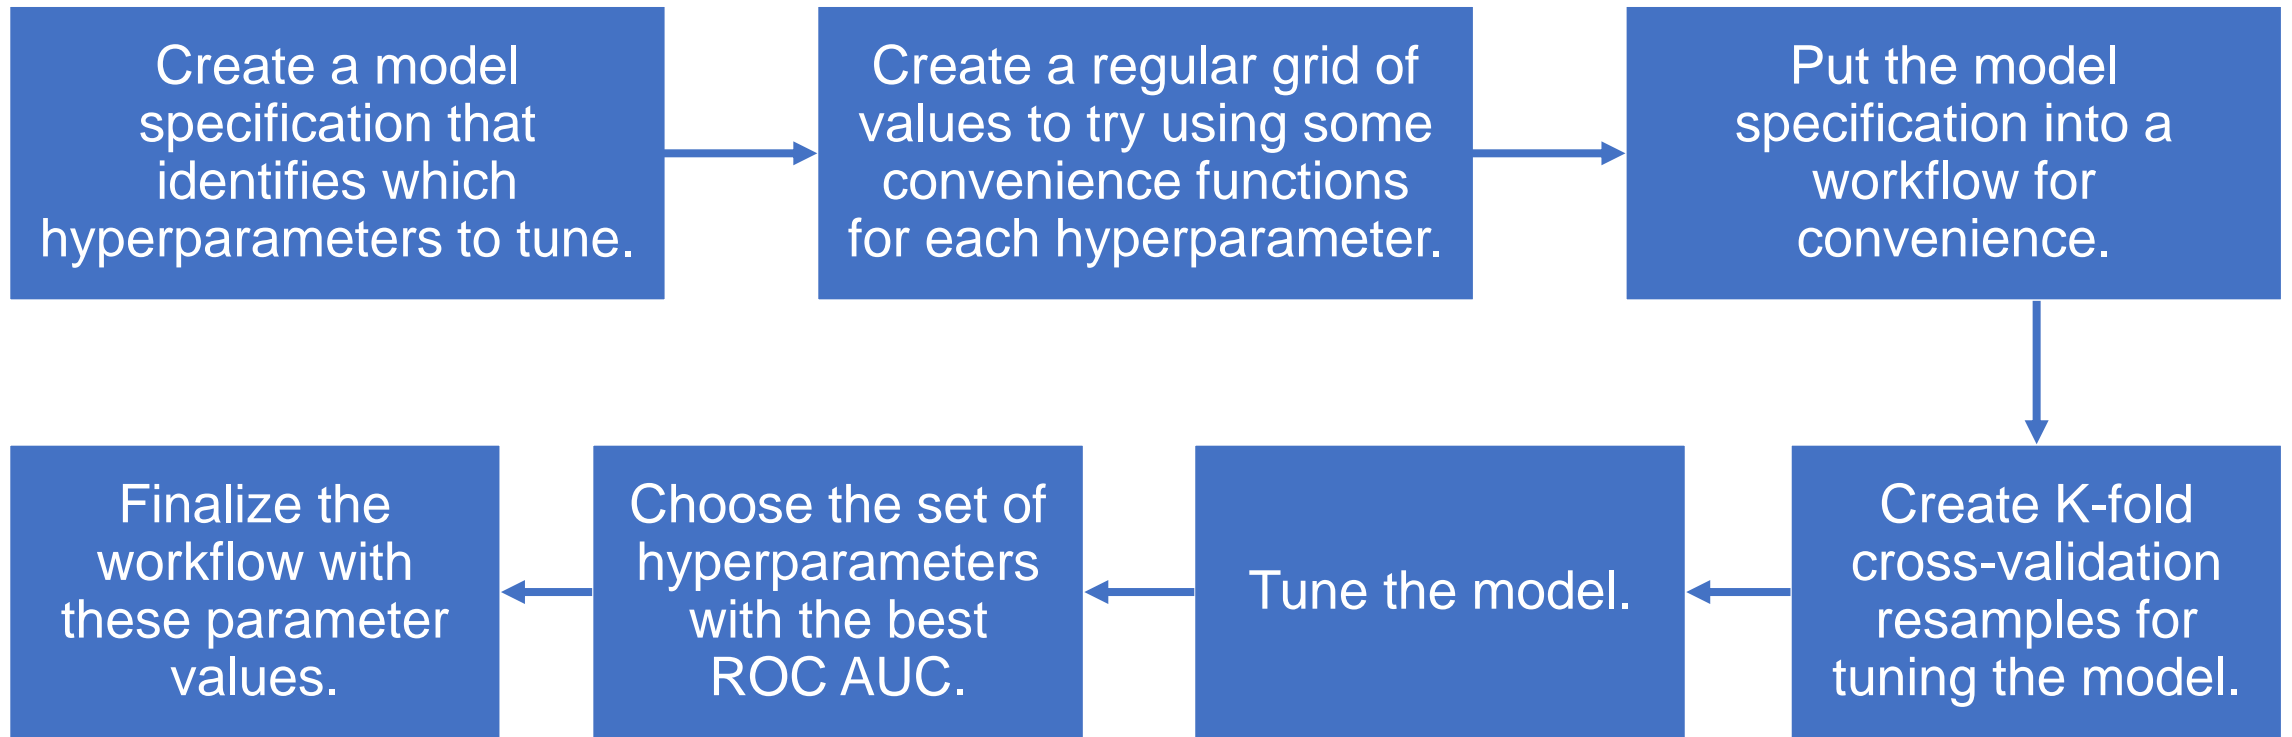 Create a model
specification that
identifies which
hyperparameters to tune.
Create a regular grid of
values to try using some
convenience functions
for each hyperparameter.
Put the model
specification into a
workflow for
convenience.
Create K-fold
cross-validation
resamples for
tuning the model.
Tune the model.
Choose the set of
hyperparameters
with the best
ROC AUC.
Finalize the
workflow with
these parameter
values.